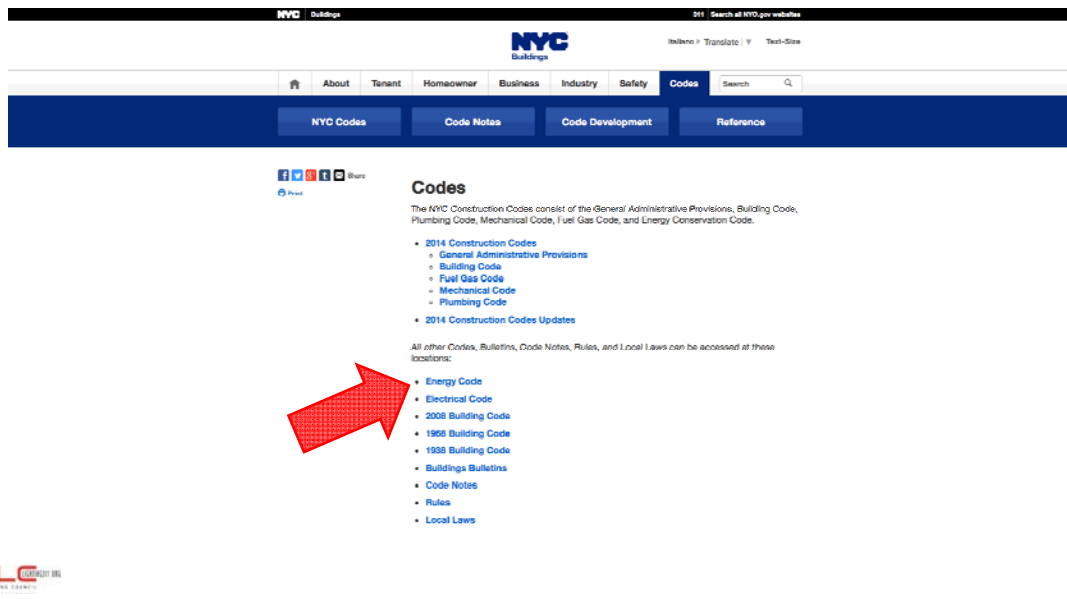 NYC Buildings 311 Search all NYC.gov websites
NYC
Buildings
Italiano Translate ▼ Text-Size
About Tenant Homeowner Business Industry Safety Codes Search
NYC Codes Code Notes Code Development Reference
Share
Print
Codes
The NYC Construction Codes consist of the General Administrative Provisions, Building Code,
Plumbing Code, Mechanical Code, Fuel Gas Code, and Energy Conservation Code.
2014 Construction Codes
General Administrative Provisions
Building Code
Fuel Gas Code
Mechanical Code
Plumbing Code
2014 Construction Codes Updates
All other Codes, Bulletins, Code Notes, Rules, and Local Laws can be accessed at these
locations:
Energy Code
Electrical Code
2008 Building Code
1968 Building Code
1938 Building Code
Buildings Bulletins
Code Notes
Rules
Local Laws
LC